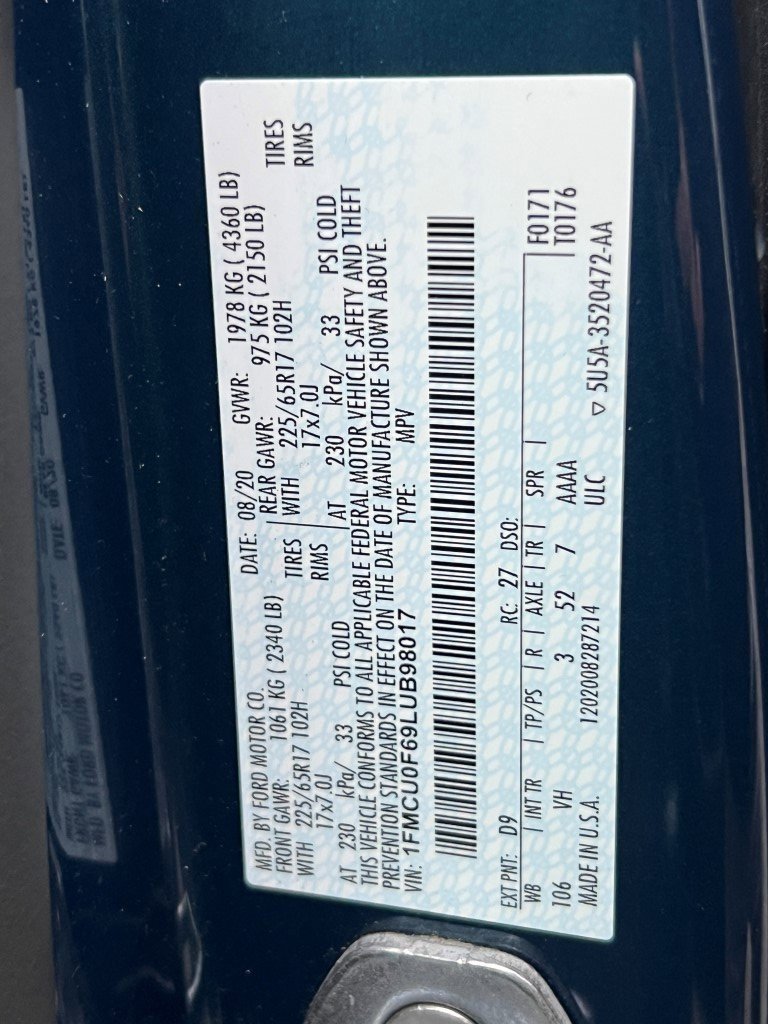 MFD. BY FORD MOTOR CO. DATE: 08/20 GVWR: 1978 KG ( 4360 LB)
FRONT GAWR: 1061 KG ( 2340 LB) REAR GAWR: 975 KG ( 2150 LB)
WITH 225/65R17 102H TIRES WITH 225/65R17 102H TIRES
17x7.0J RIMS 17x7.0J RIMS
AT 230 kPa/ 33 PSI COLD AT 230 kPa/ 33 PSI COLD
THIS VEHICLE CONFORMS TO ALL APPLICABLE FEDERAL MOTOR VEHICLE SAFETY AND THEFT
PREVENTION STANDARDS IN EFFECT ON THE DATE OF MANUFACTURE SHOWN ABOVE.
VIN: 1FMCU0F69LUB98017 TYPE: MPV
EXT PNT: D9 RC: 27 DSO: F0171
WB | INT TR | TP/PS | R | AXLE | TR | SPR | T0176
106 VH 3 52 7 AAAA
MADE IN U.S.A. 1202008287214 ULC ▽ 5U5A-3520472-AA